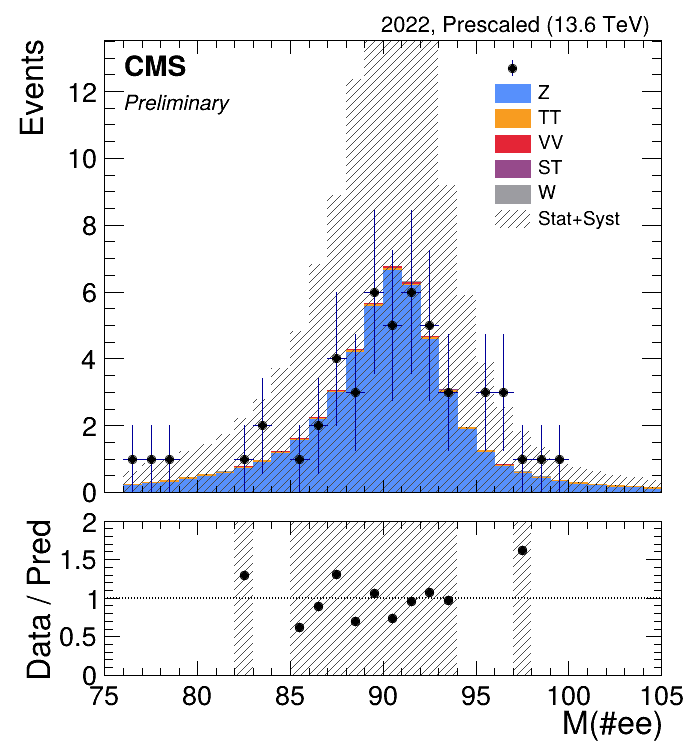 2022, Prescaled (13.6 TeV)
CMS
Preliminary
Events
12
10
8
6
4
2
0
Z
TT
VV
ST
W
Stat+Syst
Data / Pred
2
1.5
1
0.5
0
75 80 85 90 95 100 105
M(#ee)